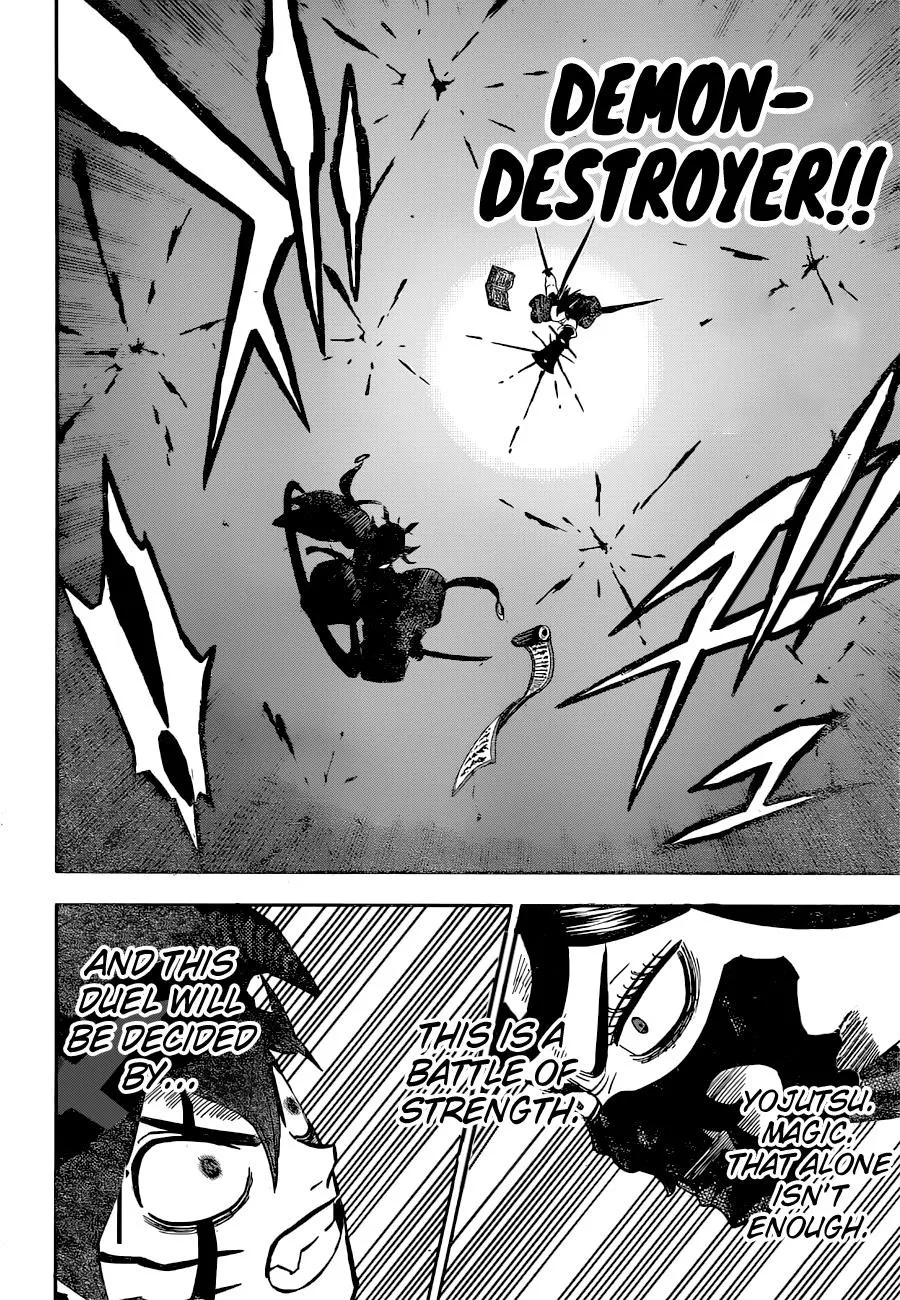 DEMON-
DESTROYER!!
YOJUTSU.
MAGIC.
THAT ALONE
ISN'T
ENOUGH.
THIS IS A
BATTLE OF
STRENGTH.
AND THIS
DUEL WILL
BE DECIDED
BY...